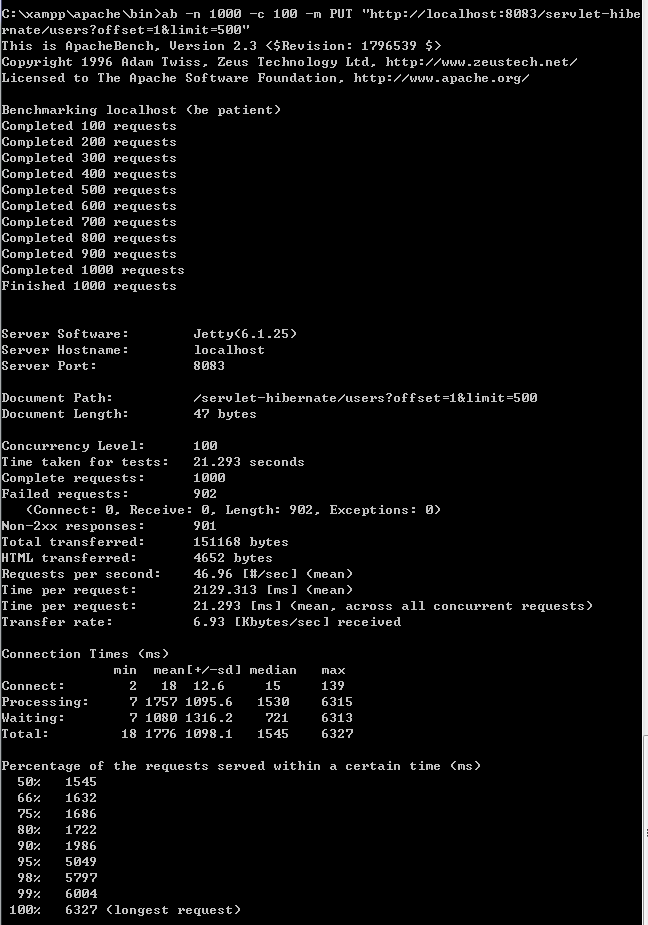 C:\xampp\apache\bin>ab -n 1000 -c 100 -m PUT "http://localhost:8083/servlet-hibe
rnate/users?offset=1&limit=500"
This is ApacheBench, Version 2.3 <$Revision: 1796539 $>
Copyright 1996 Adam Twiss, Zeus Technology Ltd, http://www.zeustech.net/
Licensed to The Apache Software Foundation, http://www.apache.org/

Benchmarking localhost (be patient)
Completed 100 requests
Completed 200 requests
Completed 300 requests
Completed 400 requests
Completed 500 requests
Completed 600 requests
Completed 700 requests
Completed 800 requests
Completed 900 requests
Completed 1000 requests
Finished 1000 requests


Server Software:        Jetty(6.1.25)
Server Hostname:        localhost
Server Port:            8083

Document Path:          /servlet-hibernate/users?offset=1&limit=500
Document Length:        47 bytes

Concurrency Level:      100
Time taken for tests:   21.293 seconds
Complete requests:      1000
Failed requests:        902
   (Connect: 0, Receive: 0, Length: 902, Exceptions: 0)
Non-2xx responses:      901
Total transferred:      151168 bytes
HTML transferred:       4652 bytes
Requests per second:    46.96 [#/sec] (mean)
Time per request:       2129.313 [ms] (mean)
Time per request:       21.293 [ms] (mean, across all concurrent requests)
Transfer rate:          6.93 [Kbytes/sec] received

Connection Times (ms)
              min  mean[+/-sd] median   max
Connect:        2   18  12.6     15     139
Processing:     7 1757 1095.6   1530    6315
Waiting:        7 1080 1316.2    721    6313
Total:         18 1776 1098.1   1545    6327

Percentage of the requests served within a certain time (ms)
  50%   1545
  66%   1632
  75%   1686
  80%   1722
  90%   1986
  95%   5049
  98%   5797
  99%   6004
 100%   6327 (longest request)